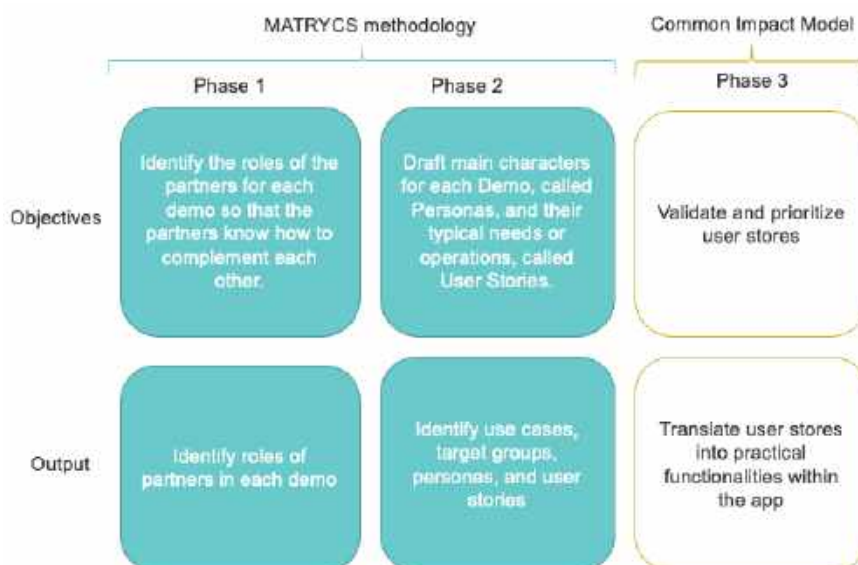 MATRYCS methodology
Common Impact Model
Phase 1
Phase 2
Phase 3
Objectives
Identify the roles of the
partners for each
demo so that the
partners know how to
complement each
other.
Draft main characters
for each Demo, called
Personas, and their
typical needs or
operations, called
User Stories.
Validate and prioritize
user stores
Output
Identify roles of
partners in each demo
Identify use cases,
target groups,
personas, and user
stories
Translate user stores
into practical
functionalities within
the app